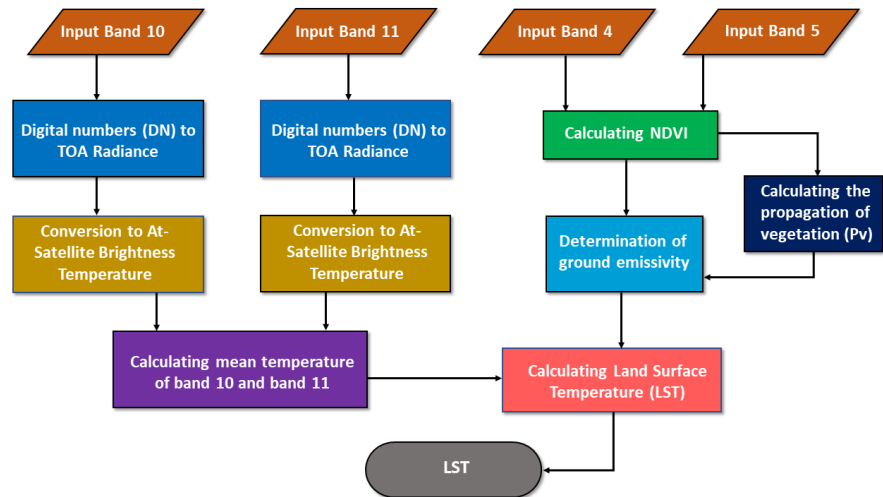 Input Band 10
Input Band 11
Input Band 4
Input Band 5
Digital numbers (DN) to
TOA Radiance
Digital numbers (DN) to
TOA Radiance
Calculating NDVI
Calculating the
propagation of
vegetation (Pv)
Conversion to At-
Satellite Brightness
Temperature
Conversion to At-
Satellite Brightness
Temperature
Determination of
ground emissivity
Calculating mean temperature
of band 10 and band 11
Calculating Land Surface
Temperature (LST)
LST